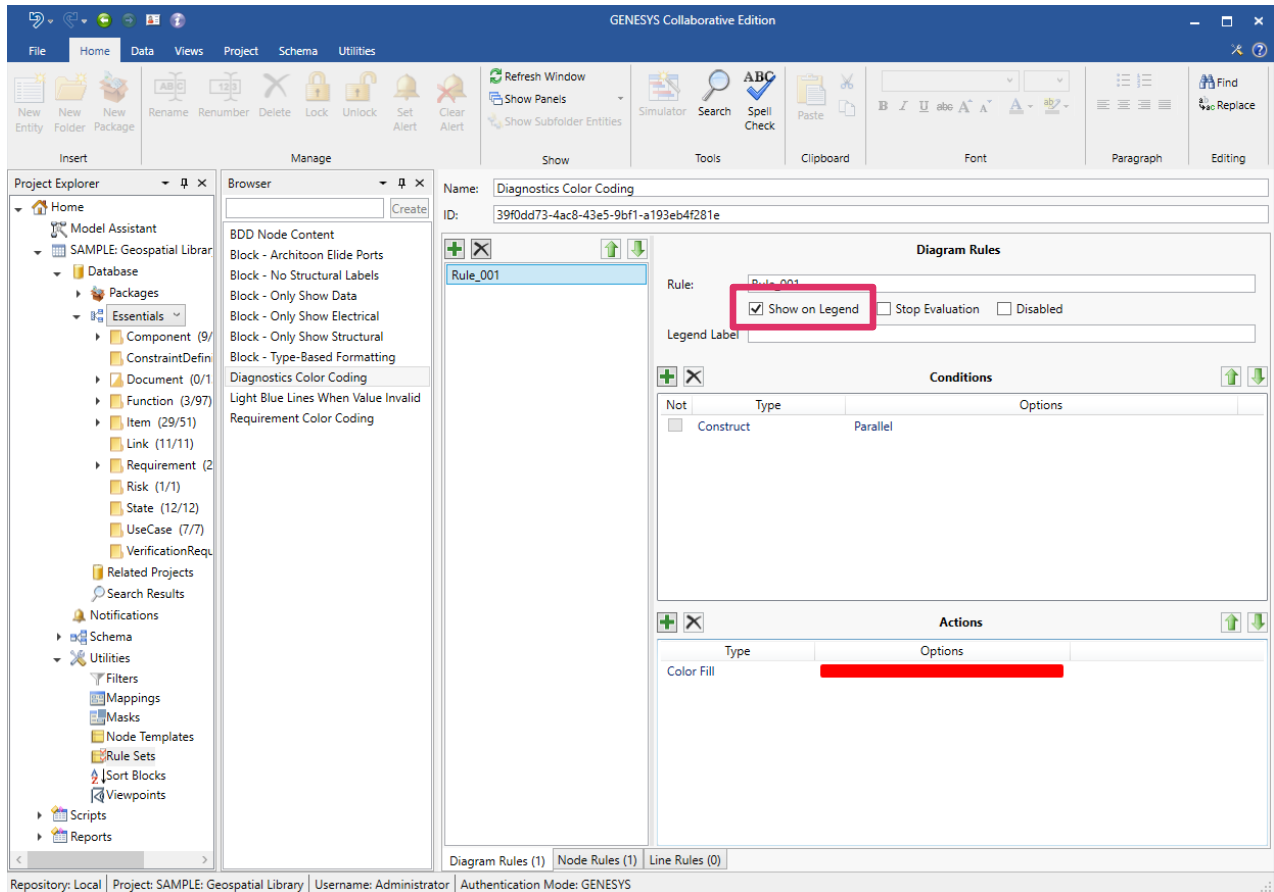 GENESYS Collaborative Edition
File Home Data Views Project Schema Utilities
New Entity
New Folder
New Package
Insert
Rename Renumber Delete Lock Unlock
Set Alert
Clear Alert
Manage
Refresh Window
Show Panels
Show Subfolder Entities
Show
Simulator Search
Spell Check
Tools
Paste
Clipboard
B I U abc A A A ab
Font
Paragraph
Find
Replace
Editing
Project Explorer
Home
Model Assistant
SAMPLE: Geospatial Librar
Database
Packages
Essentials
Component (9/
ConstraintDefini
Document (0/1
Function (3/97)
Item (29/51)
Link (11/11)
Requirement (2
Risk (1/1)
State (12/12)
UseCase (7/7)
VerificationRequ
Related Projects
Search Results
Notifications
Schema
Utilities
Filters
Mappings
Masks
Node Templates
Rule Sets
Sort Blocks
Viewpoints
Scripts
Reports
Browser
Create
BDD Node Content
Block - Architoon Elide Ports
Block - No Structural Labels
Block - Only Show Data
Block - Only Show Electrical
Block - Only Show Structural
Block - Type-Based Formatting
Diagnostics Color Coding
Light Blue Lines When Value Invalid
Requirement Color Coding
Name: Diagnostics Color Coding
ID: 39f0dd73-4ac8-43e5-9bf1-a193eb4f281e
Rule_001
Diagram Rules
Rule: Rule_001
Show on Legend Stop Evaluation Disabled
Legend Label
Conditions
Not Type Options
Construct Parallel
Actions
Type Options
Color Fill
Diagram Rules (1) Node Rules (1) Line Rules (0)
Repository: Local Project: SAMPLE: Geospatial Library Username: Administrator Authentication Mode: GENESYS